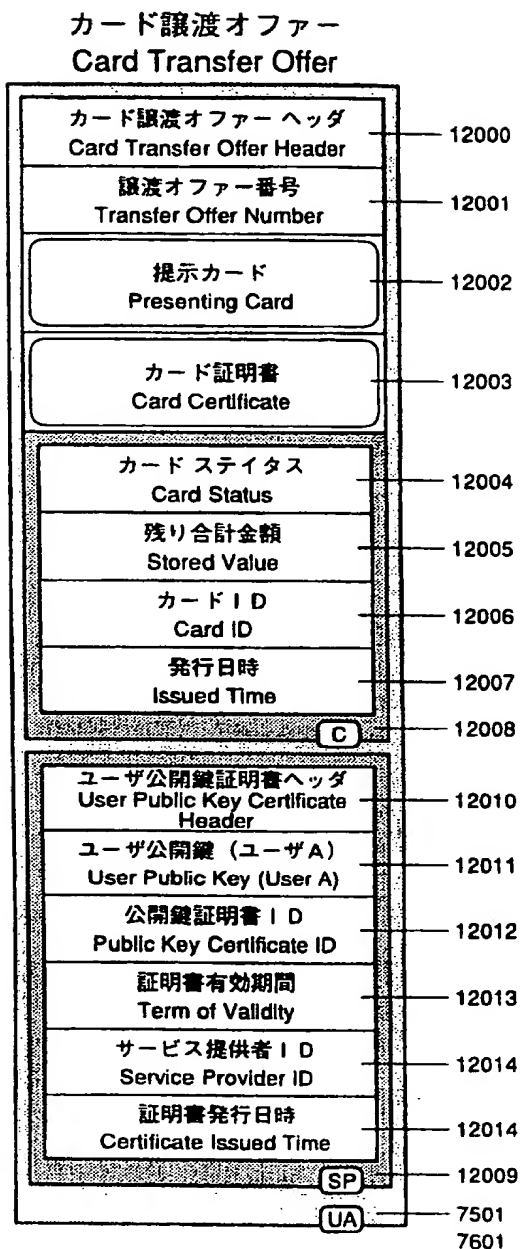 カード譲渡オファー
Card Transfer Offer
カード譲渡オファー ヘッダ
Card Transfer Offer Header
12000
譲渡オファー番号
Transfer Offer Number
12001
提示カード
Presenting Card
12002
カード証明書
Card Certificate
12003
カード ステイタス
Card Status
12004
残り合計金額
Stored Value
12005
カードID
Card ID
12006
発行日時
Issued Time
12007
C
12008
ユーザ公開鍵証明書ヘッダ
User Public Key Certificate
Header
12010
ユーザ公開鍵（ユーザA）
User Public Key (User A)
12011
公開鍵証明書ID
Public Key Certificate ID
12012
証明書有効期間
Term of Validity
12013
サービス提供者ID
Service Provider ID
12014
証明書発行日時
Certificate Issued Time
12014
SP
12009
UA
7501
7601